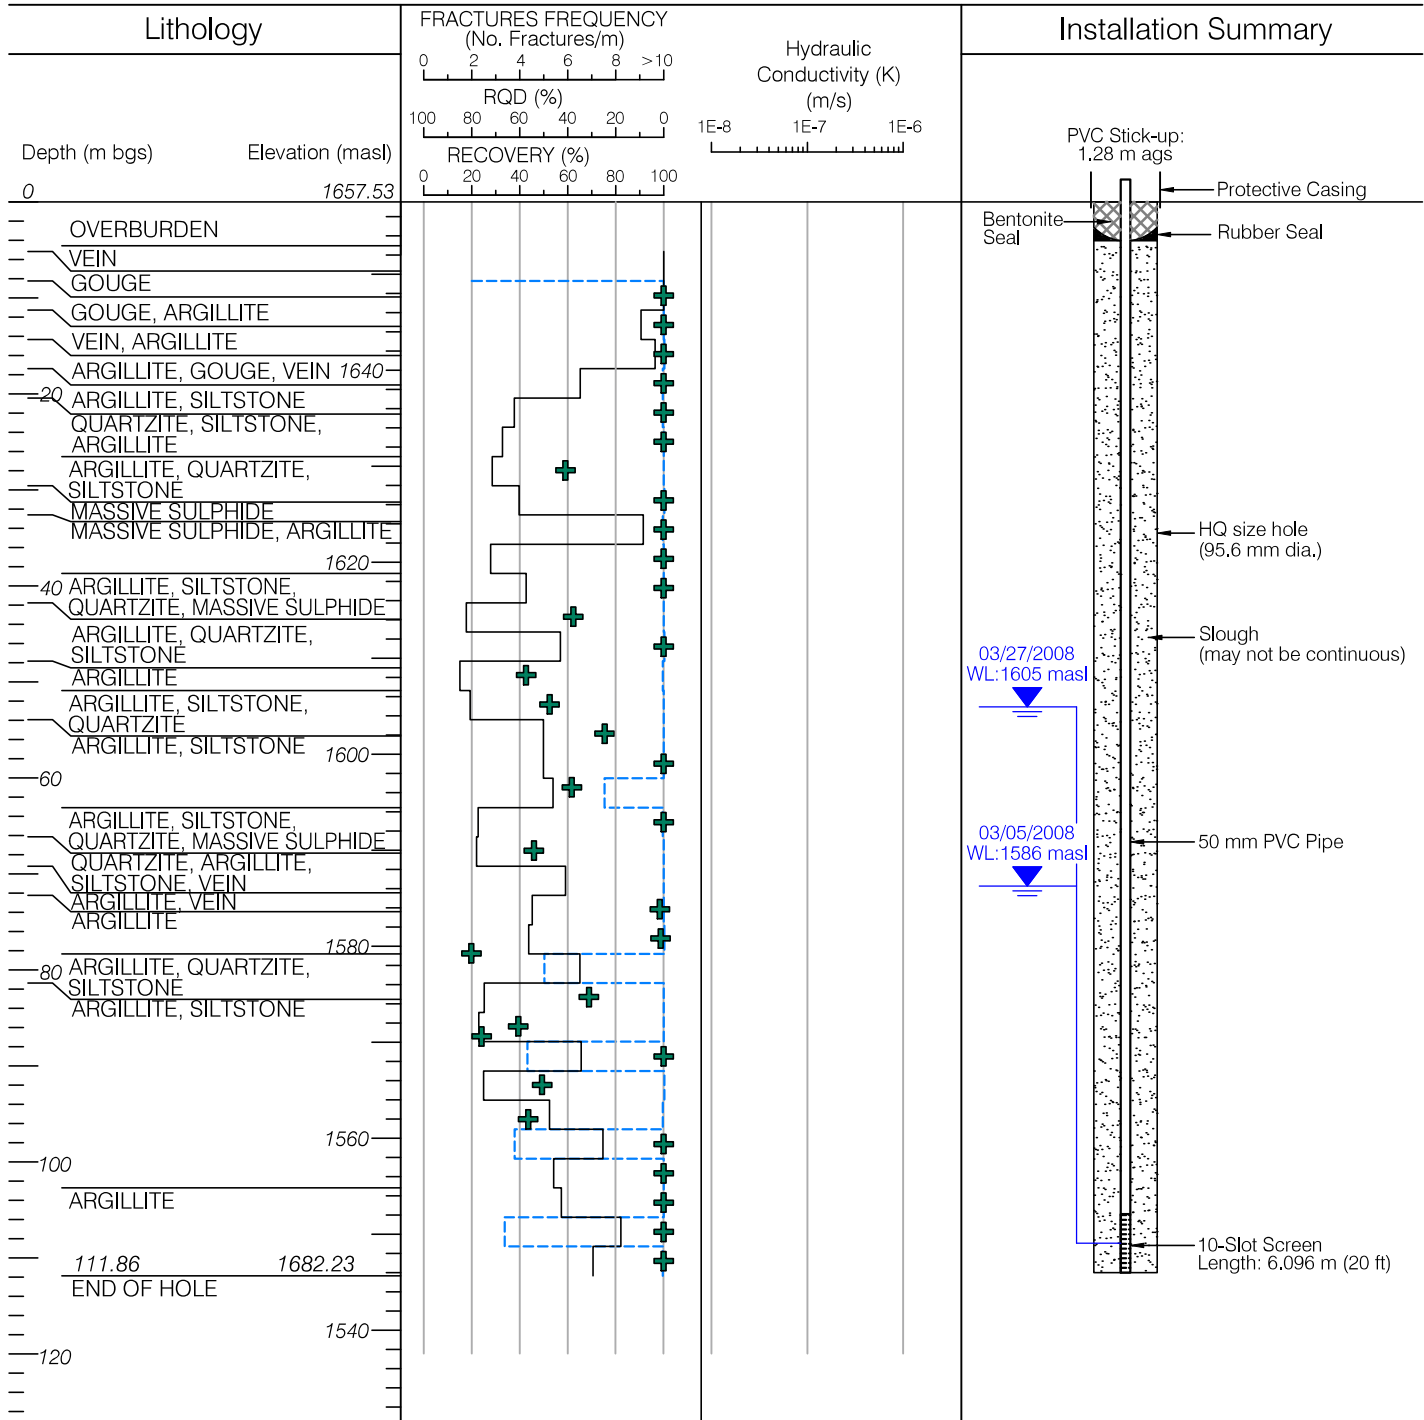 Lithology
FRACTURES FREQUENCY
(No. Fractures/m)
0 2 4 6 8 >10
RQD (%)
100 80 60 40 20 0
RECOVERY (%)
0 20 40 60 80 100
Hydraulic
Conductivity (K)
(m/s)
1E-8 1E-7 1E-6
Installation Summary
Depth (m bgs) Elevation (masl)
0 1657.53
OVERBURDEN
VEIN
GOUGE
GOUGE, ARGILLITE
VEIN, ARGILLITE
ARGILLITE, GOUGE, VEIN 1640
20 ARGILLITE, SILTSTONE
QUARTZITE, SILTSTONE,
ARGILLITE
ARGILLITE, QUARTZITE,
SILTSTONE
MASSIVE SULPHIDE
MASSIVE SULPHIDE, ARGILLITE
1620
40 ARGILLITE, SILTSTONE,
QUARTZITE, MASSIVE SULPHIDE
ARGILLITE, QUARTZITE,
SILTSTONE
ARGILLITE
ARGILLITE, SILTSTONE,
QUARTZITE
ARGILLITE, SILTSTONE
1600
60
ARGILLITE, SILTSTONE,
QUARTZITE, MASSIVE SULPHIDE
QUARTZITE, ARGILLITE,
SILTSTONE, VEIN
ARGILLITE, VEIN
ARGILLITE
1580
80 ARGILLITE, QUARTZITE,
SILTSTONE
ARGILLITE, SILTSTONE
1560
100
ARGILLITE
111.86 1682.23
END OF HOLE
1540
120
PVC Stick-up:
1.28 m ags
Protective Casing
Bentonite
Seal
Rubber Seal
HQ size hole
(95.6 mm dia.)
Slough
(may not be continuous)
03/27/2008
WL:1605 masl
03/05/2008
WL:1586 masl
50 mm PVC Pipe
10-Slot Screen
Length: 6.096 m (20 ft)